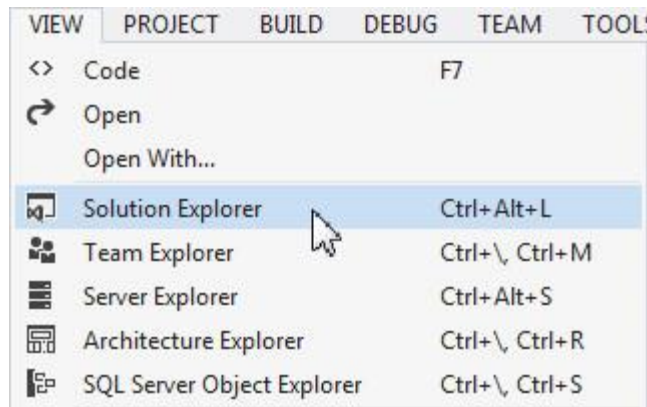 VIEW PROJECT BUILD DEBUG TEAM TOOLS
Code F7
Open
Open With...
Solution Explorer Ctrl+Alt+L
Team Explorer Ctrl+\, Ctrl+M
Server Explorer Ctrl+Alt+S
Architecture Explorer Ctrl+\, Ctrl+R
SQL Server Object Explorer Ctrl+\, Ctrl+S